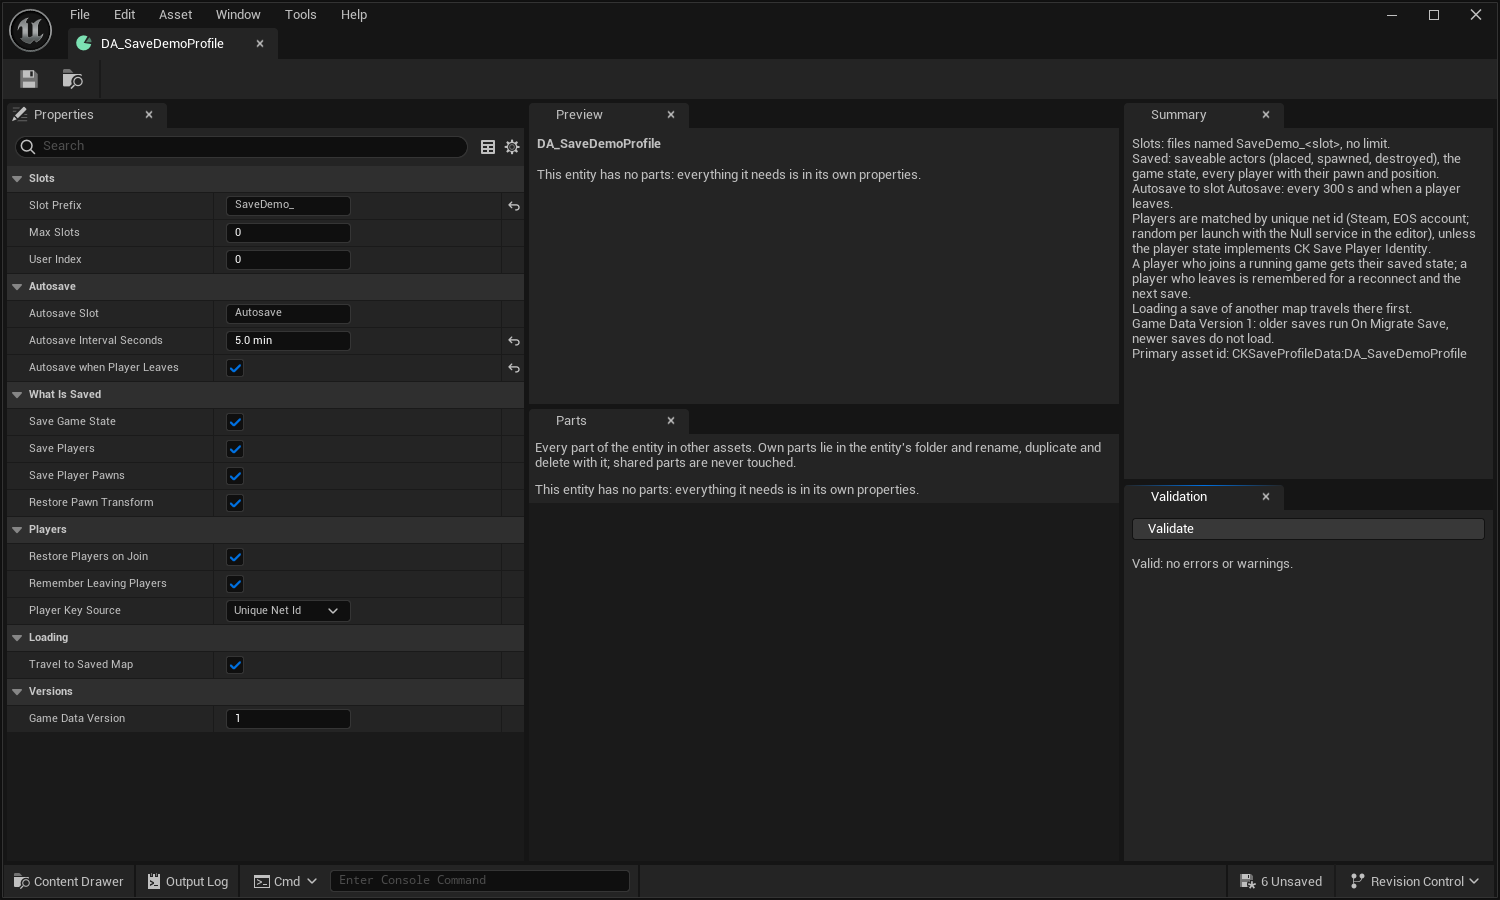 File Edit Asset Window Tools Help
DA_SaveDemoProfile
Properties
Search
Slots
Slot Prefix SaveDemo_
Max Slots 0
User Index 0
Autosave
Autosave Slot Autosave
Autosave Interval Seconds 5.0 min
Autosave when Player Leaves
What Is Saved
Save Game State
Save Players
Save Player Pawns
Restore Pawn Transform
Players
Restore Players on Join
Remember Leaving Players
Player Key Source Unique Net Id
Loading
Travel to Saved Map
Versions
Game Data Version 1
Preview
DA_SaveDemoProfile
This entity has no parts: everything it needs is in its own properties.
Parts
Every part of the entity in other assets. Own parts lie in the entity's folder and rename, duplicate and
delete with it; shared parts are never touched.
This entity has no parts: everything it needs is in its own properties.
Summary
Slots: files named SaveDemo_<slot>, no limit.
Saved: saveable actors (placed, spawned, destroyed), the
game state, every player with their pawn and position.
Autosave to slot Autosave: every 300 s and when a player
leaves.
Players are matched by unique net id (Steam, EOS account;
random per launch with the Null service in the editor), unless
the player state implements CK Save Player Identity.
A player who joins a running game gets their saved state; a
player who leaves is remembered for a reconnect and the
next save.
Loading a save of another map travels there first.
Game Data Version 1: older saves run On Migrate Save,
newer saves do not load.
Primary asset id: CKSaveProfileData:DA_SaveDemoProfile
Validation
Validate
Valid: no errors or warnings.
Content Drawer Output Log Cmd Enter Console Command 6 Unsaved Revision Control